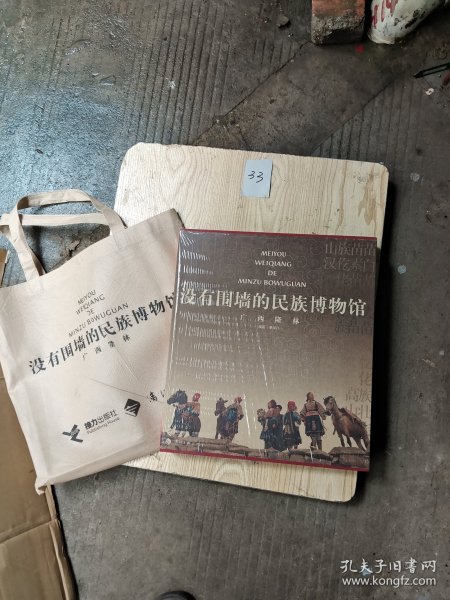 33
MEIYOU
WEIQIANG
DE
MINZU BOWUGUAN
没有围墙的民族博物馆
广西隆林
MEIYOU
WEIQIANG
DE
MINZU BOWUGUAN
没有围墙的民族博物馆
广西隆林
接力出版社
Publishing House
孔夫子旧书网
www.kongfz.com